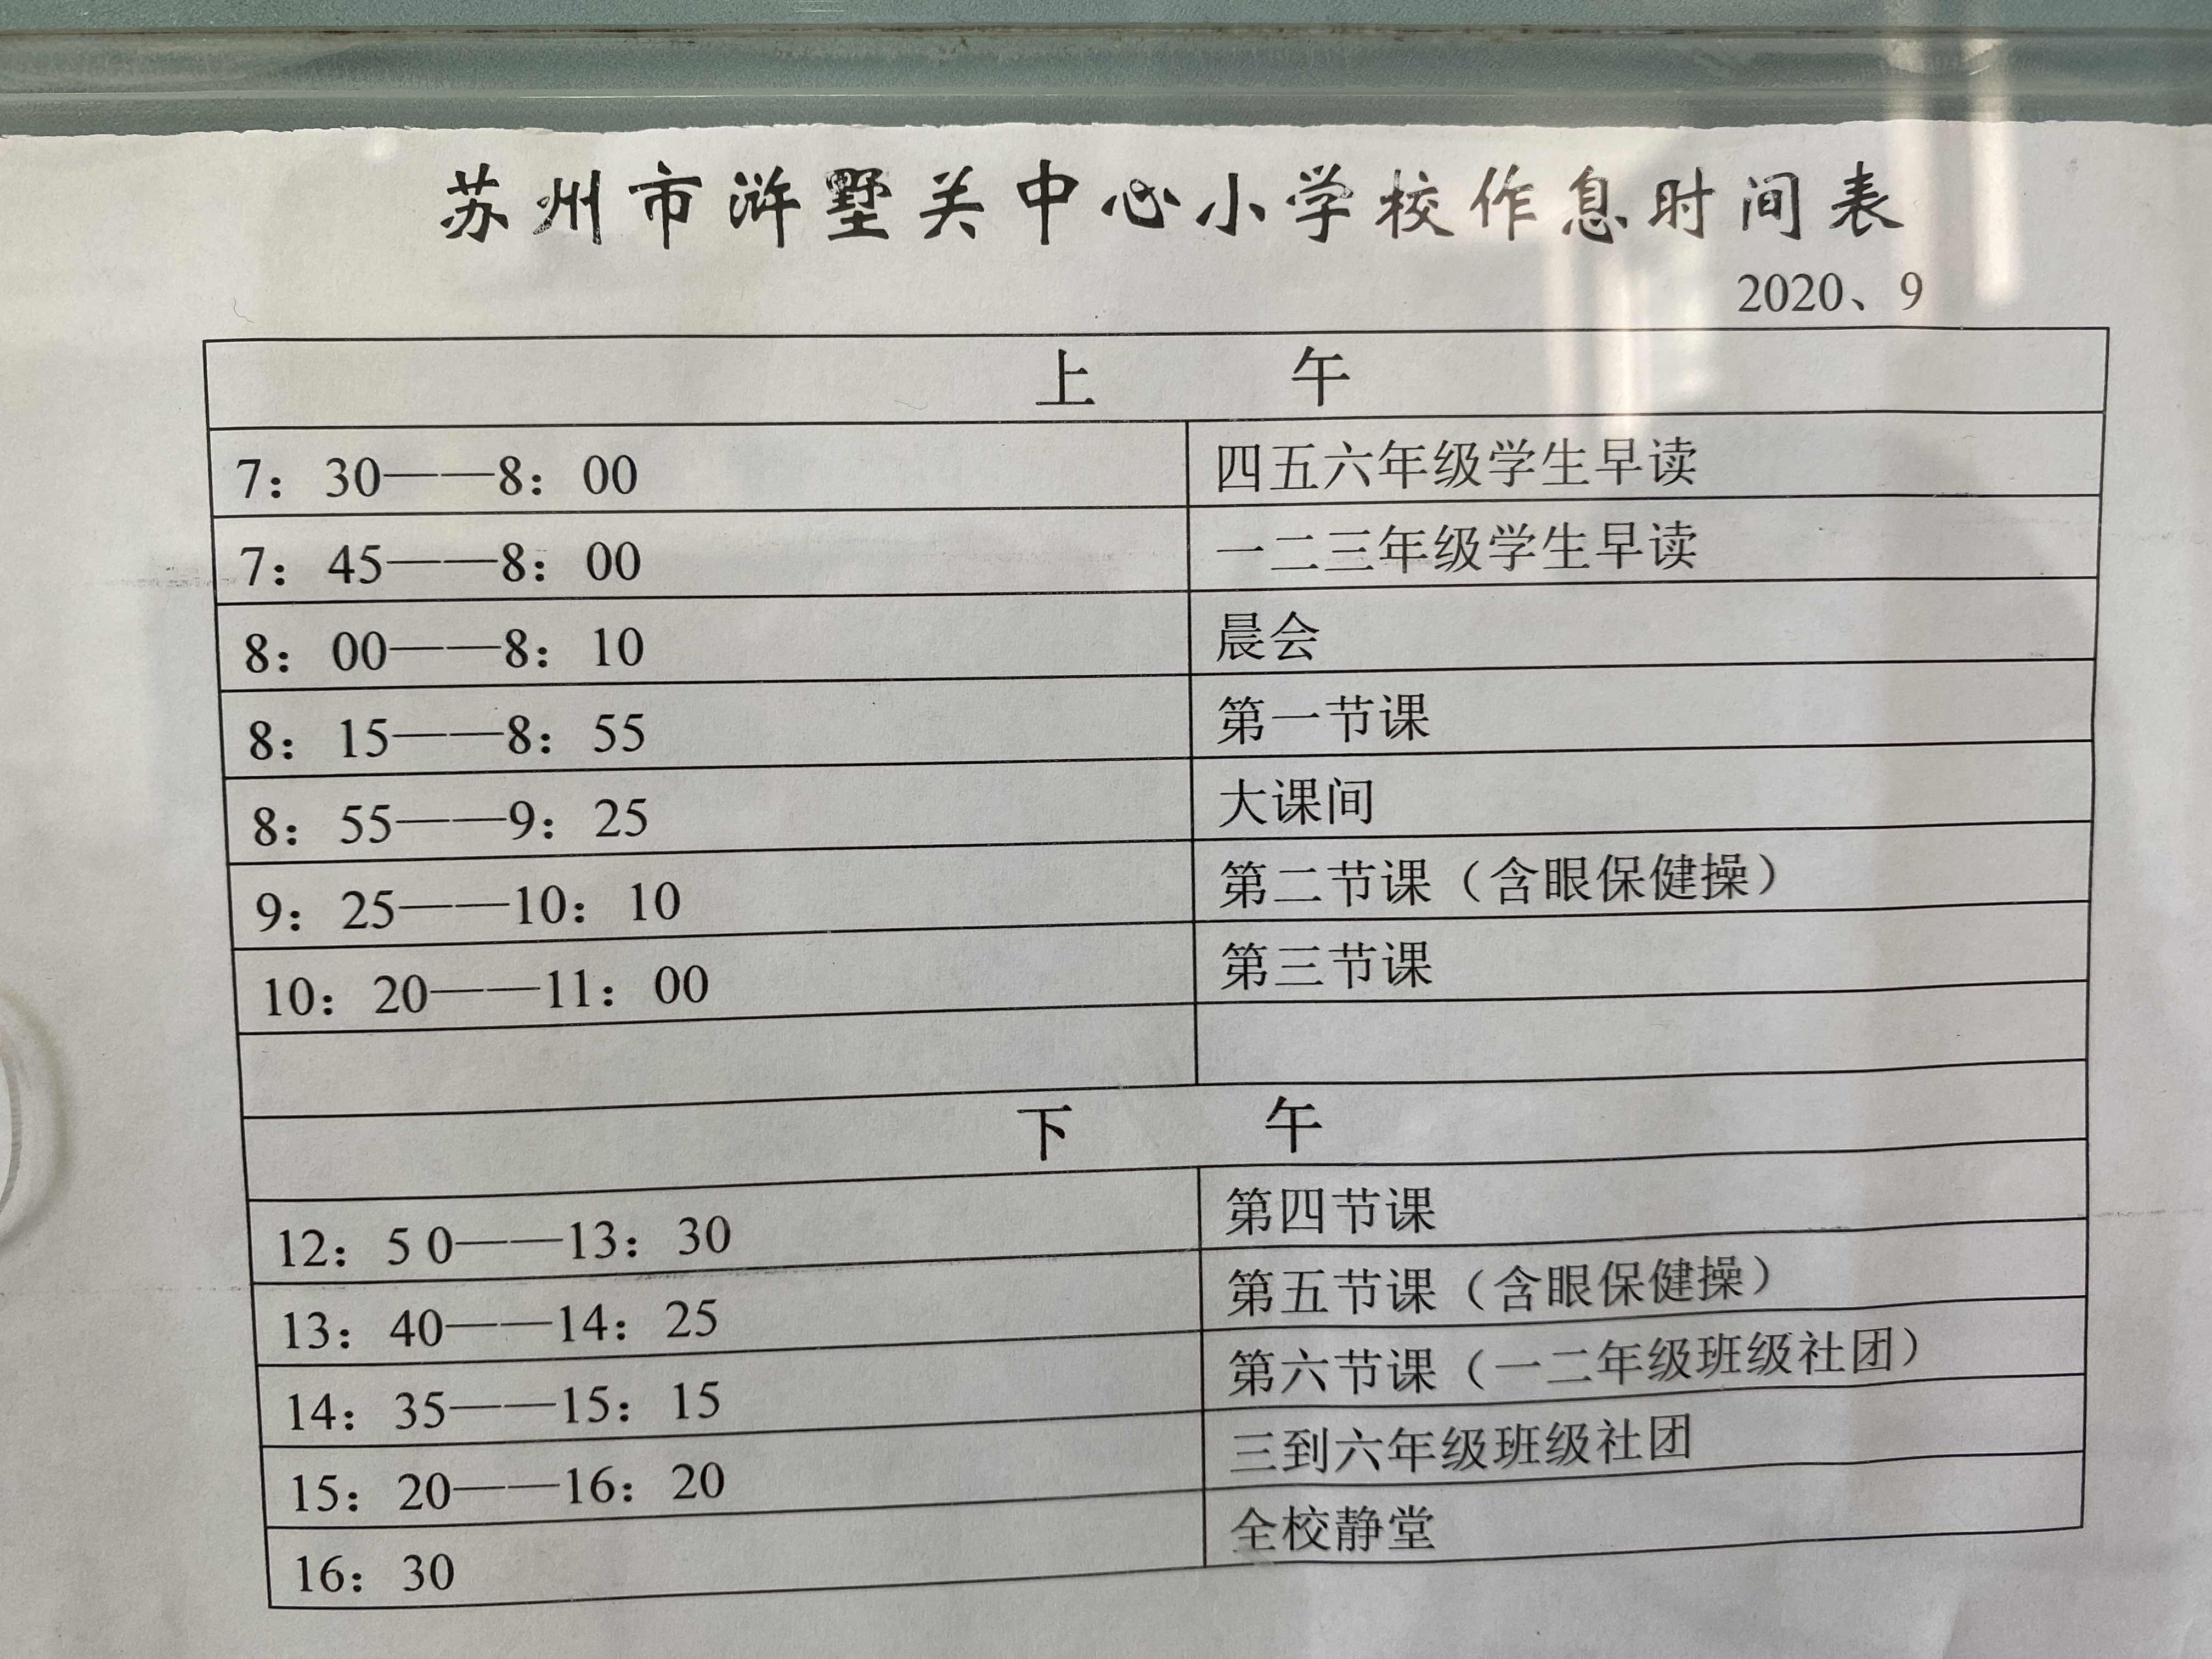 苏州市浒墅关中心小学校作息时间表
2020、9
上 午
7：30——8：00 四五六年级学生早读
7：45——8：00 一二三年级学生早读
8：00——8：10 晨会
8：15——8：55 第一节课
8：55——9：25 大课间
9：25——10：10 第二节课（含眼保健操）
10：20——11：00 第三节课
下 午
12：5 0——13：30 第四节课
13：40——14：25 第五节课（含眼保健操）
14：35——15：15 第六节课（一二年级班级社团）
15：20——16：20 三到六年级班级社团
16：30 全校静堂